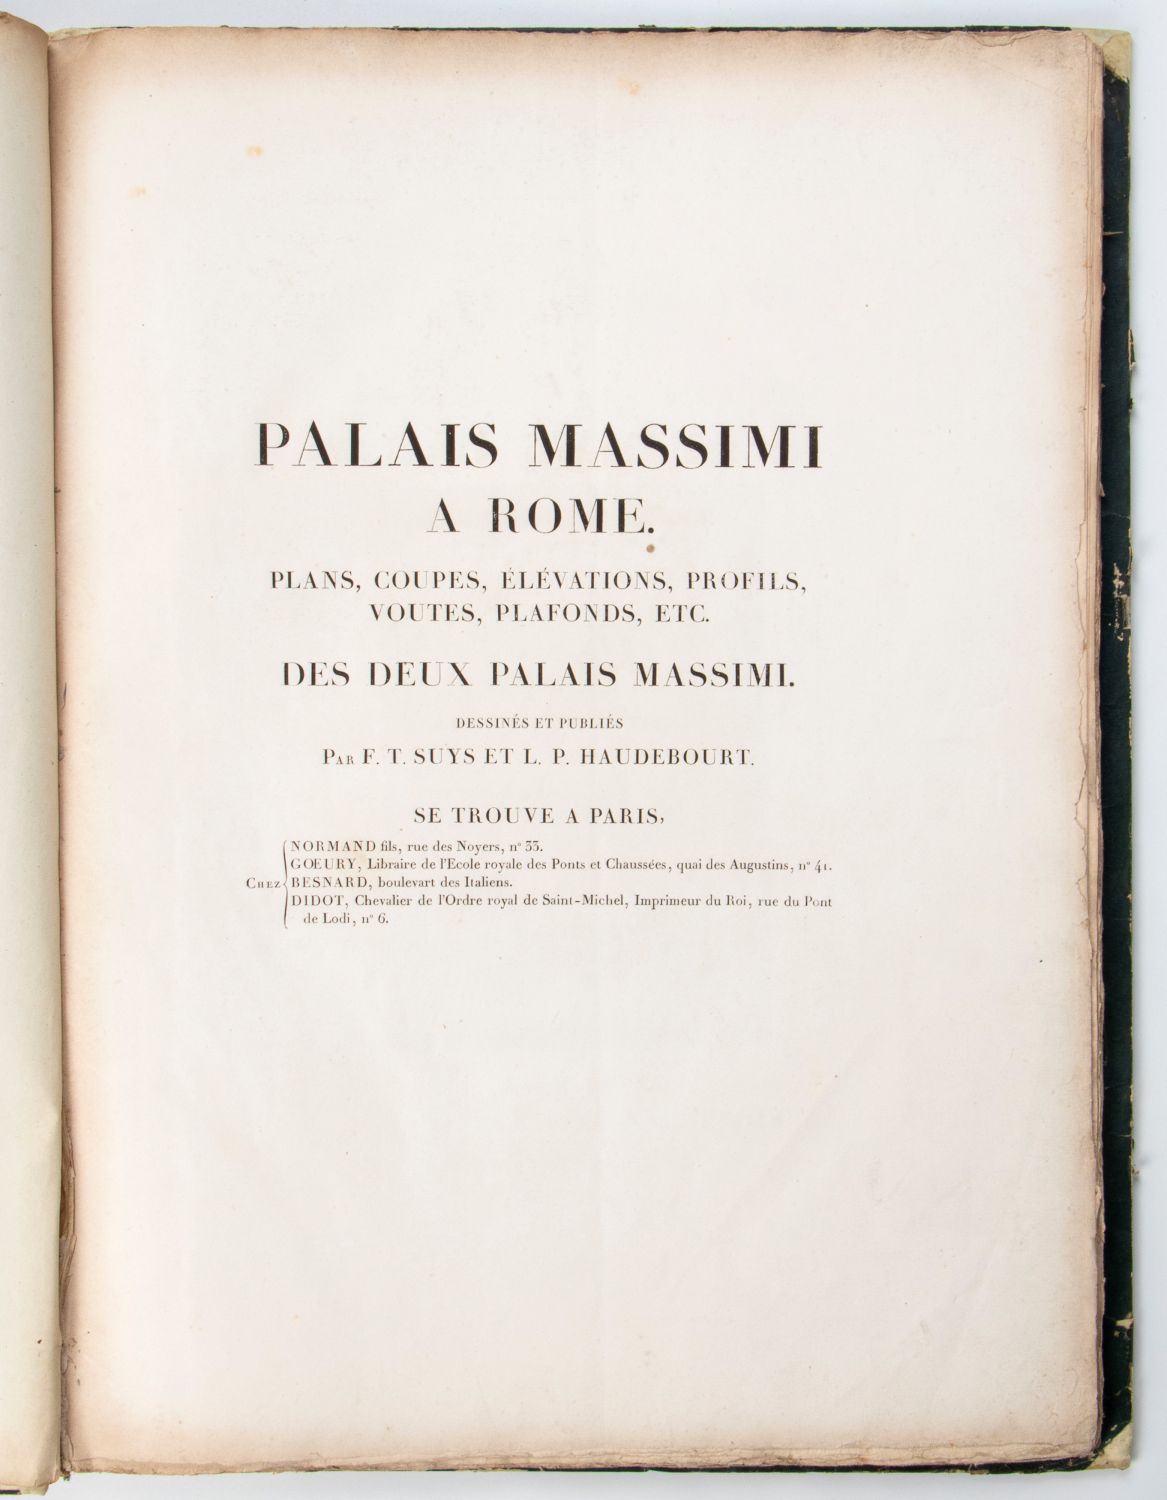 PALAIS MASSIMI
A ROME.
PLANS, COUPES, ÉLÉVATIONS, PROFILS,
VOUTES, PLAFONDS, ETC.
DES DEUX PALAIS MASSIMI.
DESSINÉS ET PUBLIÉS
PAR F. T. SUYS ET L. P. HAUDEBOURT.
SE TROUVE A PARIS,
CHEZ
NORMAND fils, rue des Noyers, n° 33.
GOEURY, Libraire de l'Ecole royale des Ponts et Chaussées, quai des Augustins, n° 41.
BESNARD, boulevart des Italiens.
DIDOT, Chevalier de l'Ordre royal de Saint-Michel, Imprimeur du Roi, rue du Pont
de Lodi, n° 6.